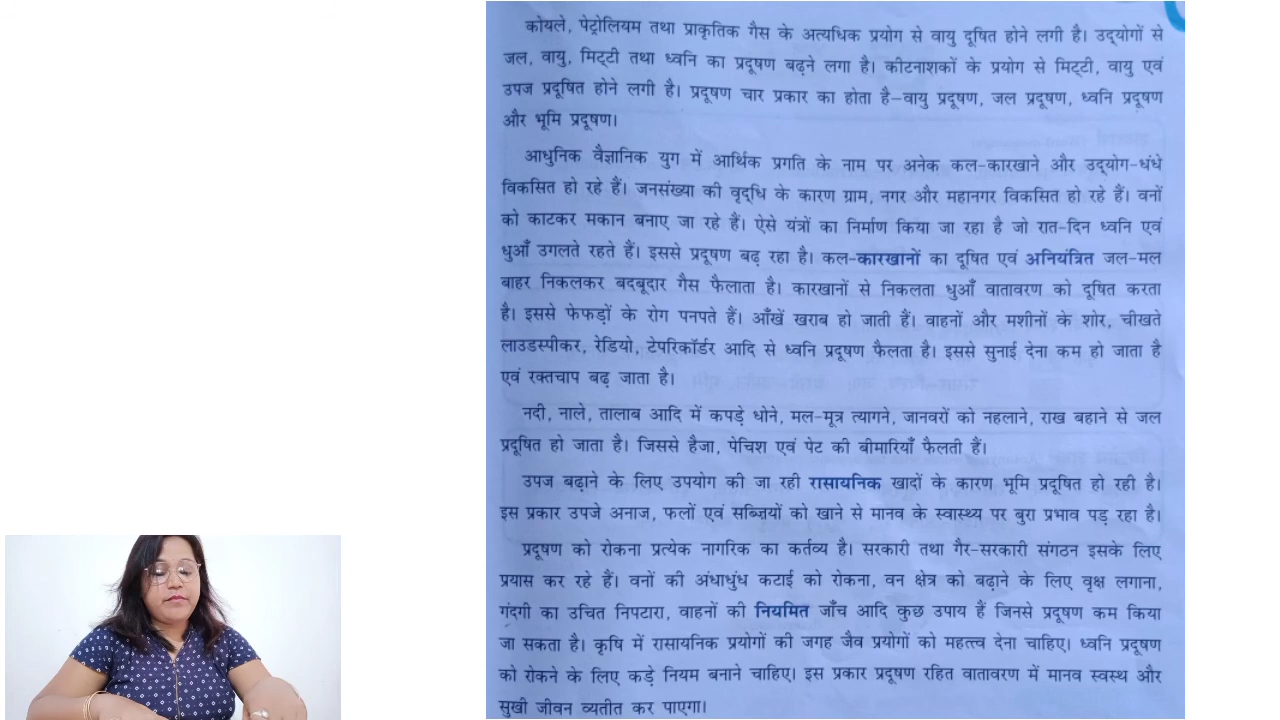 कोयले, पेट्रोलियम तथा प्राकृतिक गैस के अत्यधिक प्रयोग से वायु दूषित होने लगी है। उद्‌योगों से
जल, वायु, मिट्‌टी तथा ध्वनि का प्रदूषण बढ़ने लगा है। कीटनाशकों के प्रयोग से मिट्‌टी, वायु एवं
उपज प्रदूषित होने लगी है। प्रदूषण चार प्रकार का होता है–वायु प्रदूषण, जल प्रदूषण, ध्वनि प्रदूषण
और भूमि प्रदूषण।
आधुनिक वैज्ञानिक युग में आर्थिक प्रगति के नाम पर अनेक कल-कारखाने और उद्‌योग-धंधे
विकसित हो रहे हैं। जनसंख्या की वृद्‌धि के कारण ग्राम, नगर और महानगर विकसित हो रहे हैं। वनों
को काटकर मकान बनाए जा रहे हैं। ऐसे यंत्रों का निर्माण किया जा रहा है जो रात-दिन ध्वनि एवं
धुआँ उगलते रहते हैं। इससे प्रदूषण बढ़ रहा है। कल-कारखानों का दूषित एवं अनियंत्रित जल-मल
बाहर निकलकर बदबूदार गैस फैलाता है। कारखानों से निकलता धुआँ वातावरण को दूषित करता
है। इससे फेफड़ों के रोग पनपते हैं। आँखें खराब हो जाती हैं। वाहनों और मशीनों के शोर, चीखते
लाउडस्पीकर, रेडियो, टेपरिकॉर्डर आदि से ध्वनि प्रदूषण फैलता है। इससे सुनाई देना कम हो जाता है
एवं रक्तचाप बढ़ जाता है।
नदी, नाले, तालाब आदि में कपड़े धोने, मल-मूत्र त्यागने, जानवरों को नहलाने, राख बहाने से जल
प्रदूषित हो जाता है। जिससे हैजा, पेचिश एवं पेट की बीमारियाँ फैलती हैं।
उपज बढ़ाने के लिए उपयोग की जा रही रासायनिक खादों के कारण भूमि प्रदूषित हो रही है।
इस प्रकार उपजे अनाज, फलों एवं सब्ज़ियों को खाने से मानव के स्वास्थ्य पर बुरा प्रभाव पड़ रहा है।
प्रदूषण को रोकना प्रत्येक नागरिक का कर्तव्य है। सरकारी तथा गैर-सरकारी संगठन इसके लिए
प्रयास कर रहे हैं। वनों की अंधाधुंध कटाई को रोकना, वन क्षेत्र को बढ़ाने के लिए वृक्ष लगाना,
गंदगी का उचित निपटारा, वाहनों की नियमित जाँच आदि कुछ उपाय हैं जिनसे प्रदूषण कम किया
जा सकता है। कृषि में रासायनिक प्रयोगों की जगह जैव प्रयोगों को महत्त्व देना चाहिए। ध्वनि प्रदूषण
को रोकने के लिए कड़े नियम बनाने चाहिए। इस प्रकार प्रदूषण रहित वातावरण में मानव स्वस्थ और
सुखी जीवन व्यतीत कर पाएगा।